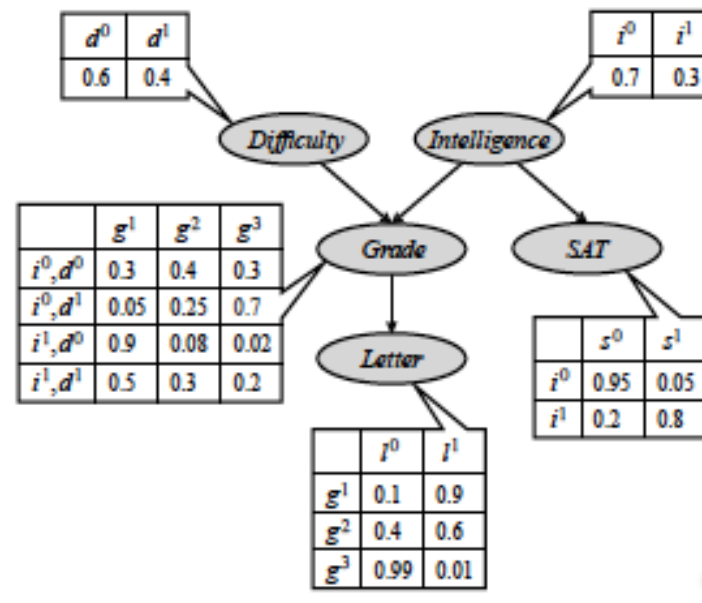 d⁰ d¹
0.6 0.4
i⁰ i¹
0.7 0.3
Difficulty
Intelligence
g¹ g² g³
i⁰,d⁰ 0.3 0.4 0.3
i⁰,d¹ 0.05 0.25 0.7
i¹,d⁰ 0.9 0.08 0.02
i¹,d¹ 0.5 0.3 0.2
Grade
SAT
s⁰ s¹
i⁰ 0.95 0.05
i¹ 0.2 0.8
Letter
l⁰ l¹
g¹ 0.1 0.9
g² 0.4 0.6
g³ 0.99 0.01